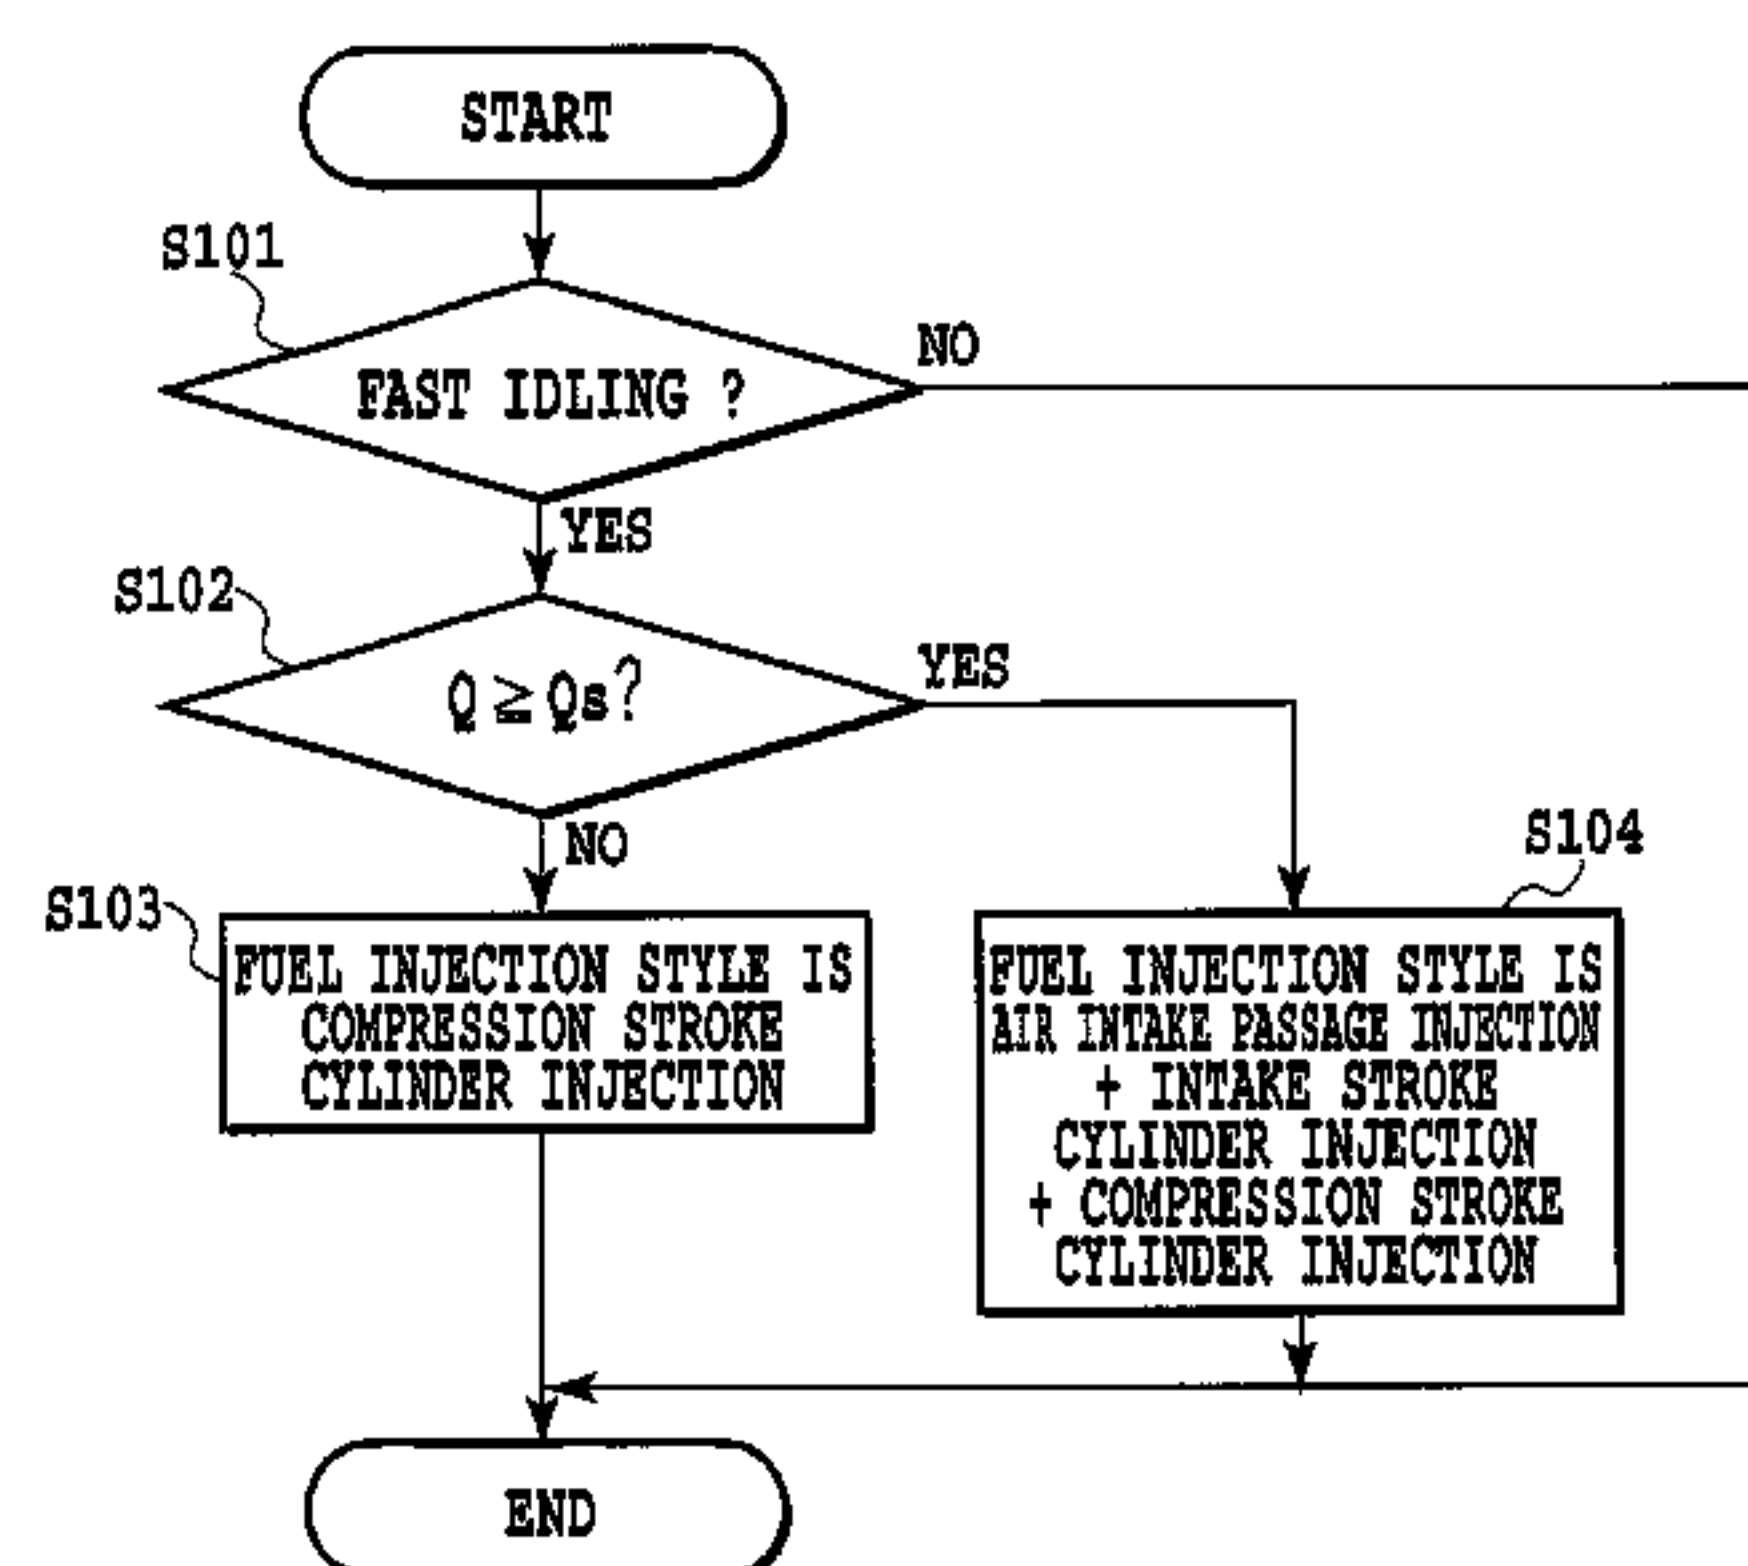 START
S101
NO
FAST IDLING ?
YES
S102
YES
Q ≧ Qs?
NO
S104
S103
FUEL INJECTION STYLE IS
COMPRESSION STROKE
CYLINDER INJECTION
FUEL INJECTION STYLE IS
AIR INTAKE PASSAGE INJECTION
+ INTAKE STROKE
CYLINDER INJECTION
+ COMPRESSION STROKE
CYLINDER INJECTION
END